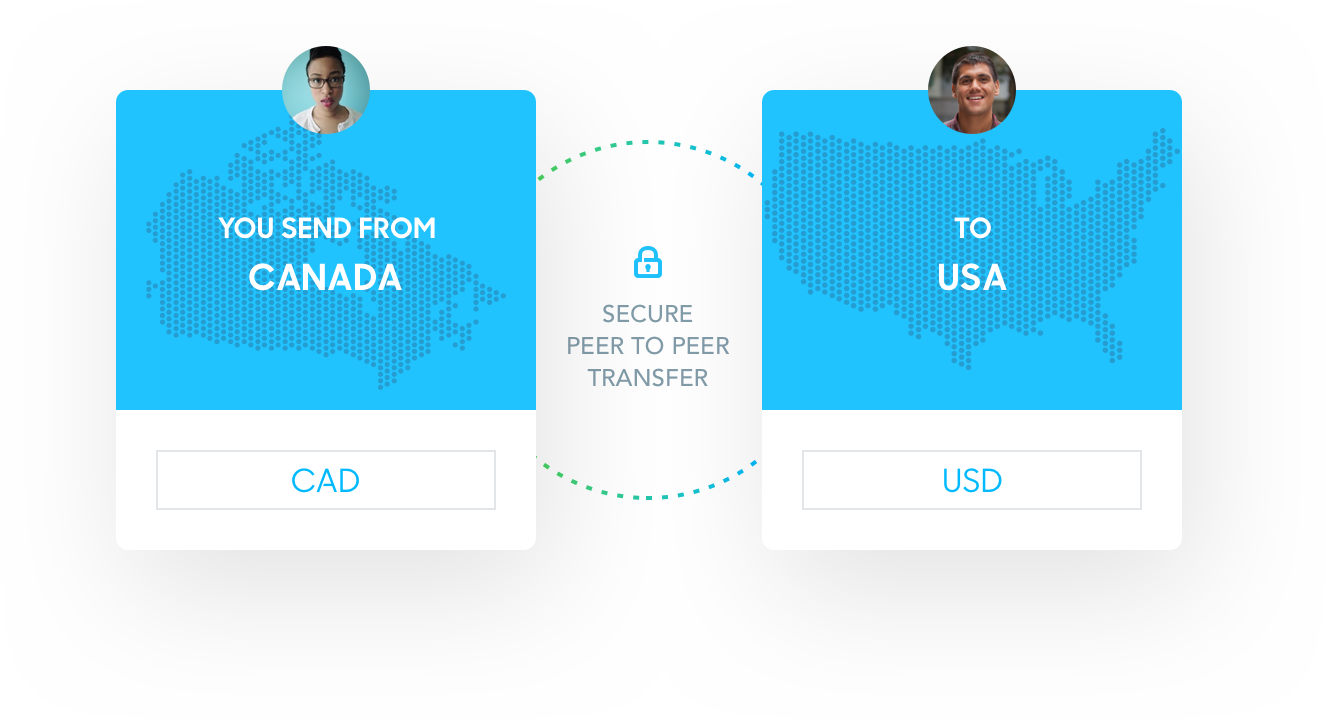 YOU SEND FROM
CANADA
CAD
SECURE
PEER TO PEER
TRANSFER
TO
USA
USD